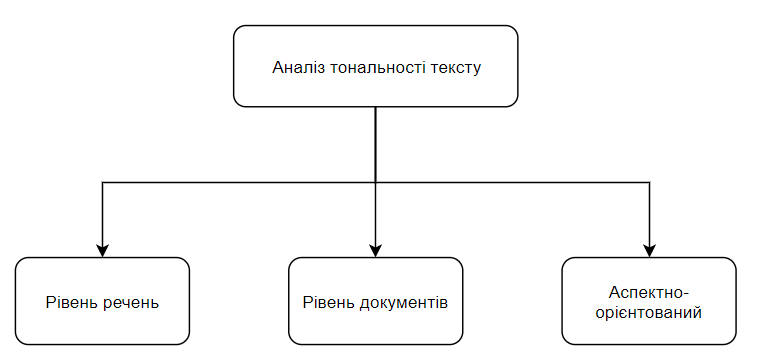 Аналіз тональності тексту
Рівень речень
Рівень документів
Аспектно-
орієнтований